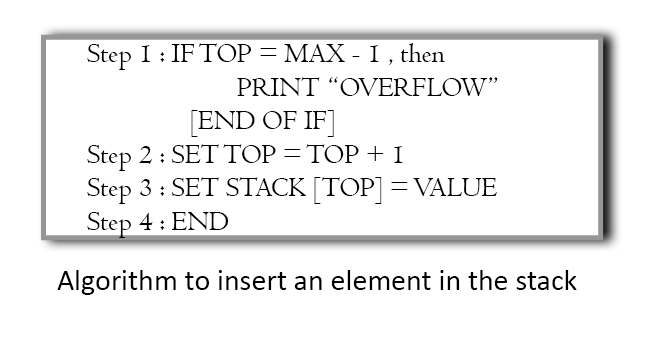 Step 1 : IF TOP = MAX - 1 , then
PRINT “OVERFLOW”
[END OF IF]
Step 2 : SET TOP = TOP + 1
Step 3 : SET STACK [TOP] = VALUE
Step 4 : END
Algorithm to insert an element in the stack